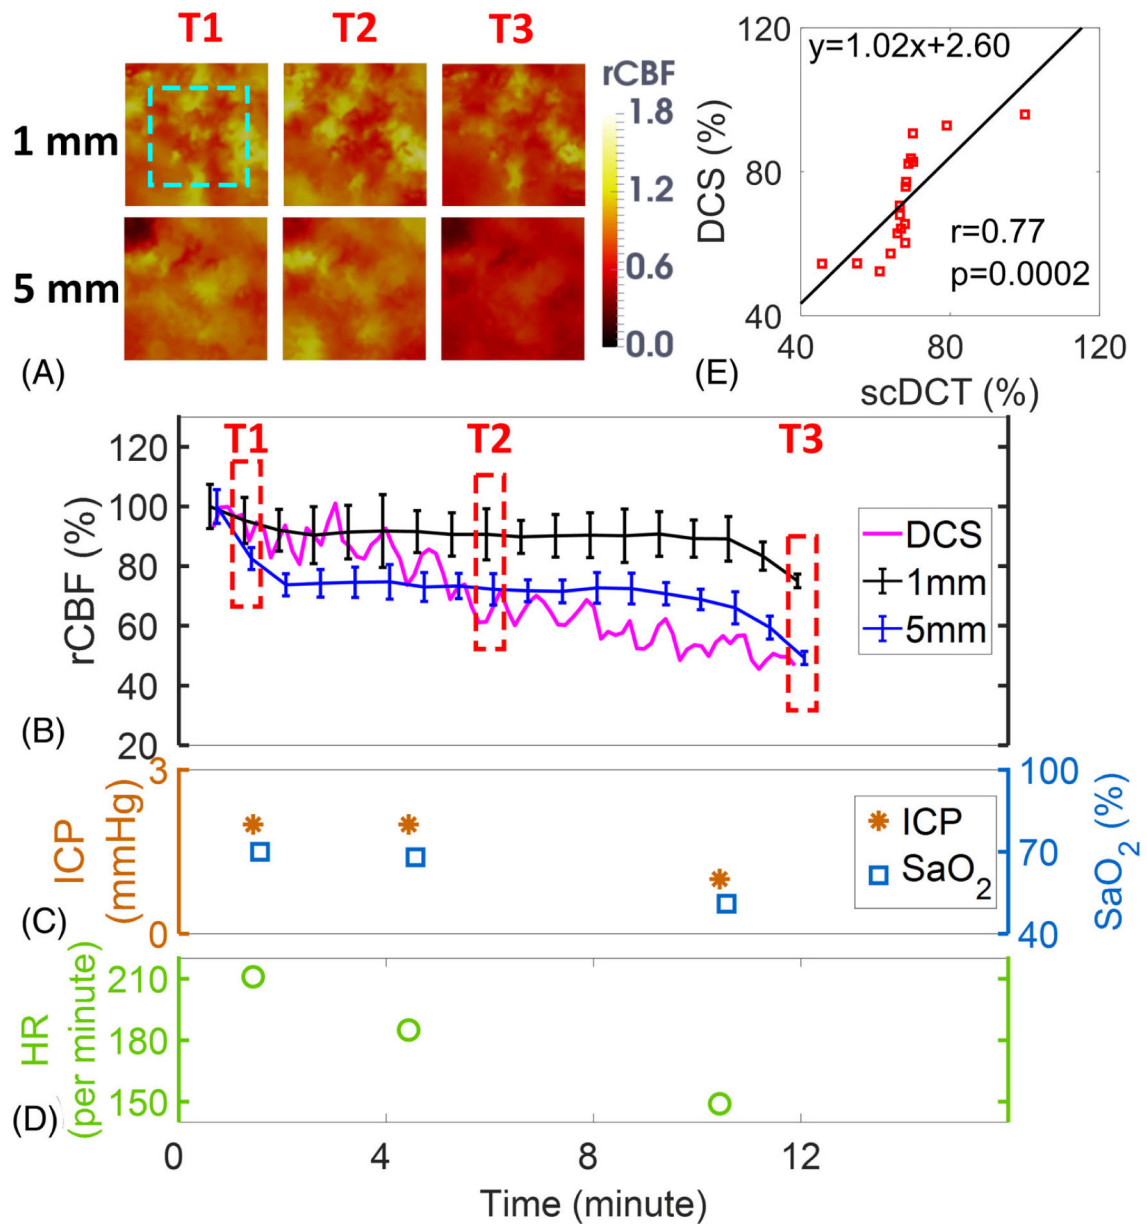 T1 T2 T3
rCBF
1 mm
5 mm
1.8
1.2
0.6
0.0
(A)
y=1.02x+2.60
r=0.77
p=0.0002
DCS (%)
120
80
40
40 80 120
(E)
scDCT (%)
T1 T2 T3
rCBF (%)
120
100
80
60
40
20
DCS
1mm
5mm
(B)
ICP
(mmHg)
3
0
ICP
SaO2
100
70
40
SaO2 (%)
(C)
HR
(per minute)
210
180
150
(D)
0 4 8 12
Time (minute)